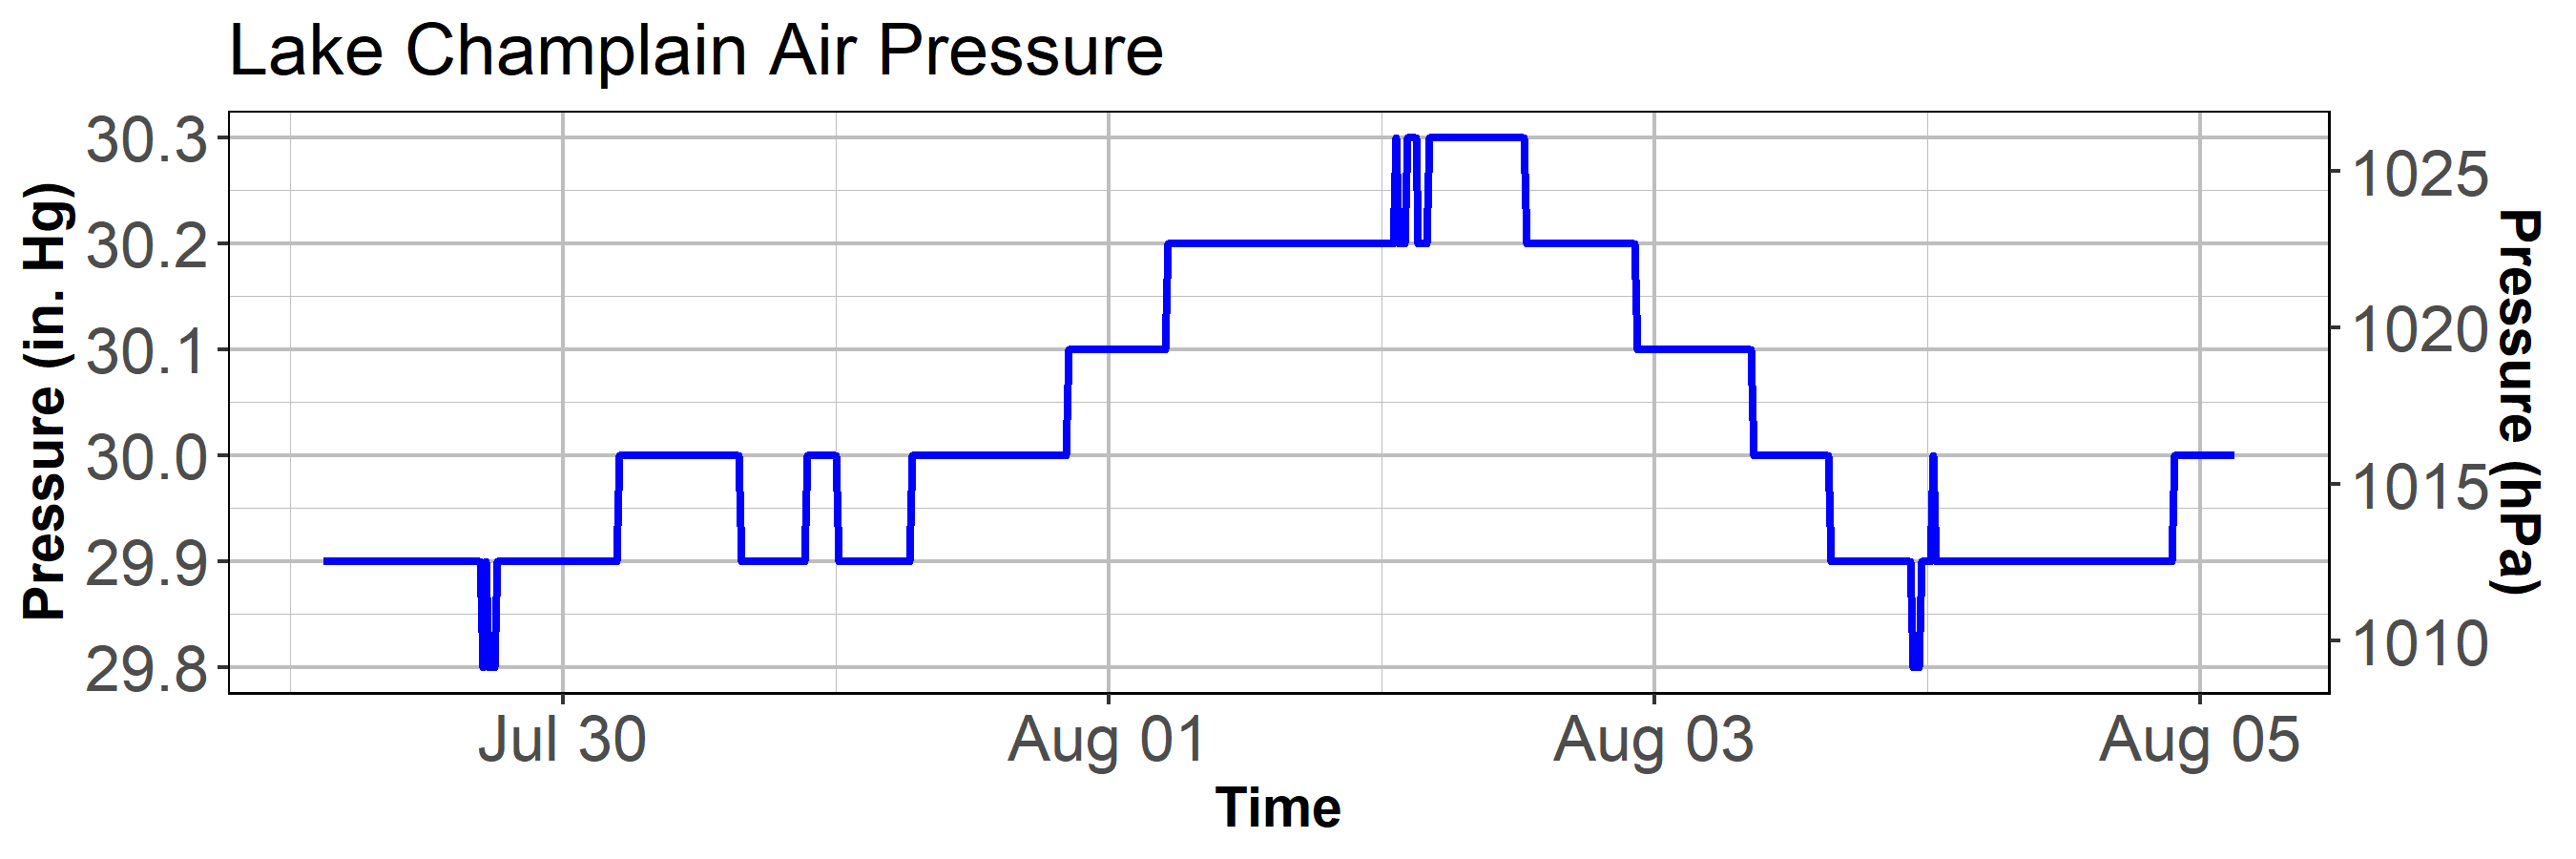 Lake Champlain Air Pressure
30.3
30.2
30.1
30.0
29.9
29.8
Pressure (in. Hg)
1025
1020
1015
1010
Pressure (hPa)
Jul 30
Aug 01
Aug 03
Aug 05
Time